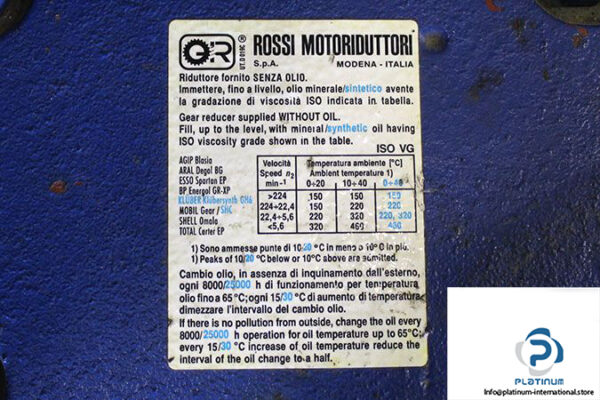 GR
UT.D 019C
®
ROSSI MOTORIDUTTORI
S.p.A. MODENA - ITALIA
Riduttore fornito SENZA OLIO.
Immettere, fino a livello, olio minerale/sintetico avente
la gradazione di viscosità ISO indicata in tabella.
Gear reducer supplied WITHOUT OIL.
Fill, up to the level, with mineral/synthetic oil having
ISO viscosity grade shown in the table.
ISO VG
AGIP Blasia
ARAL Degol BG
ESSO Spartan EP
BP Energol GR-XP
KLÜBER Klübersynth GH6
MOBIL Gear / SHC
SHELL Omala
TOTAL Carter EP
Velocità Temperatura ambiente [°C]
Speed n2 Ambient temperature 1)
min-1 0÷20 10÷40 0÷40
>224 150 150 150
224÷22,4 150 220 220
22,4÷5,6 220 320 220, 320
<5,6 320 460 460
1) Sono ammesse punte di 10/20 °C in meno o 10°C in più.
1) Peaks of 10/20 °C below or 10°C above are admitted.
Cambio olio, in assenza di inquinamento dall'esterno,
ogni 8000/25000 h di funzionamento per temperatura
olio fino a 65°C; ogni 15/30 °C di aumento di temperatura
dimezzare l'intervallo del cambio olio.
If there is no pollution from outside, change the oil every
8000/25000 h operation for oil temperature up to 65°C;
every 15/30 °C increase of oil temperature reduce the
interval of the oil change to a half.
PLATINUM
INTERNATIONAL
Info@platinum-international.store